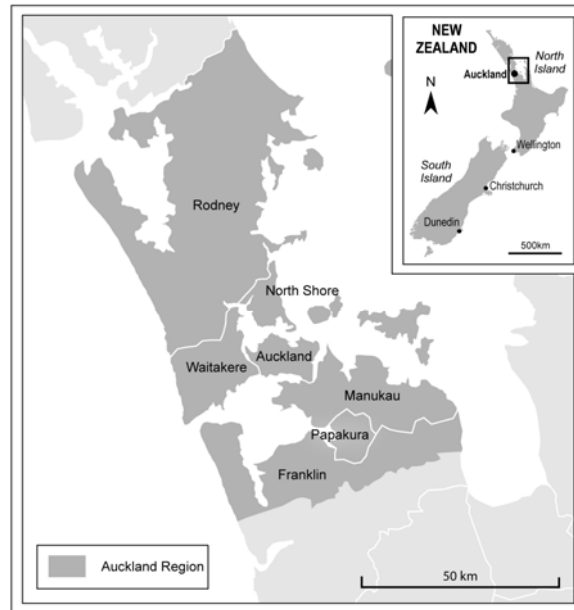 NEW
ZEALAND
North
Island
Auckland
N
Wellington
South
Island
Christchurch
Dunedin
500km
Rodney
North Shore
Auckland
Waitakere
Manukau
Papakura
Franklin
Auckland Region
50 km